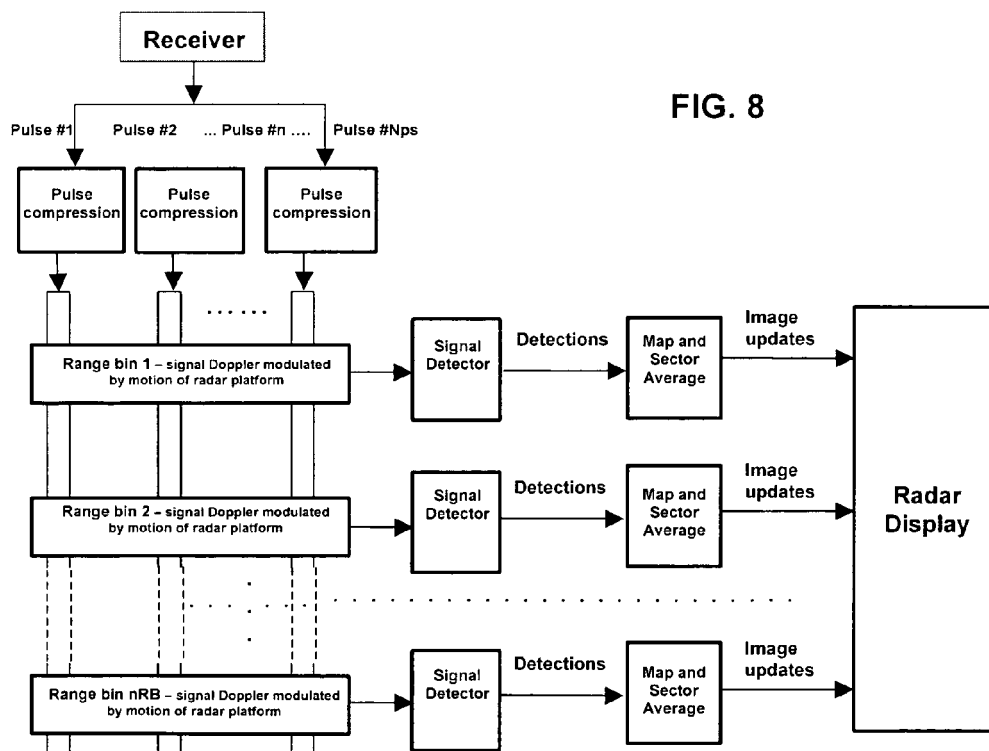 Receiver
FIG. 8
Pulse #1 Pulse #2 ... Pulse #n .... Pulse #Nps
Pulse compression
Pulse compression
Pulse compression
. . . . . .
Range bin 1 – signal Doppler modulated
by motion of radar platform
Signal
Detector
Detections
Map and
Sector
Average
Image
updates
Range bin 2 – signal Doppler modulated
by motion of radar platform
Signal
Detector
Detections
Map and
Sector
Average
Image
updates
Radar
Display
Range bin nRB – signal Doppler modulated
by motion of radar platform
Signal
Detector
Detections
Map and
Sector
Average
Image
updates